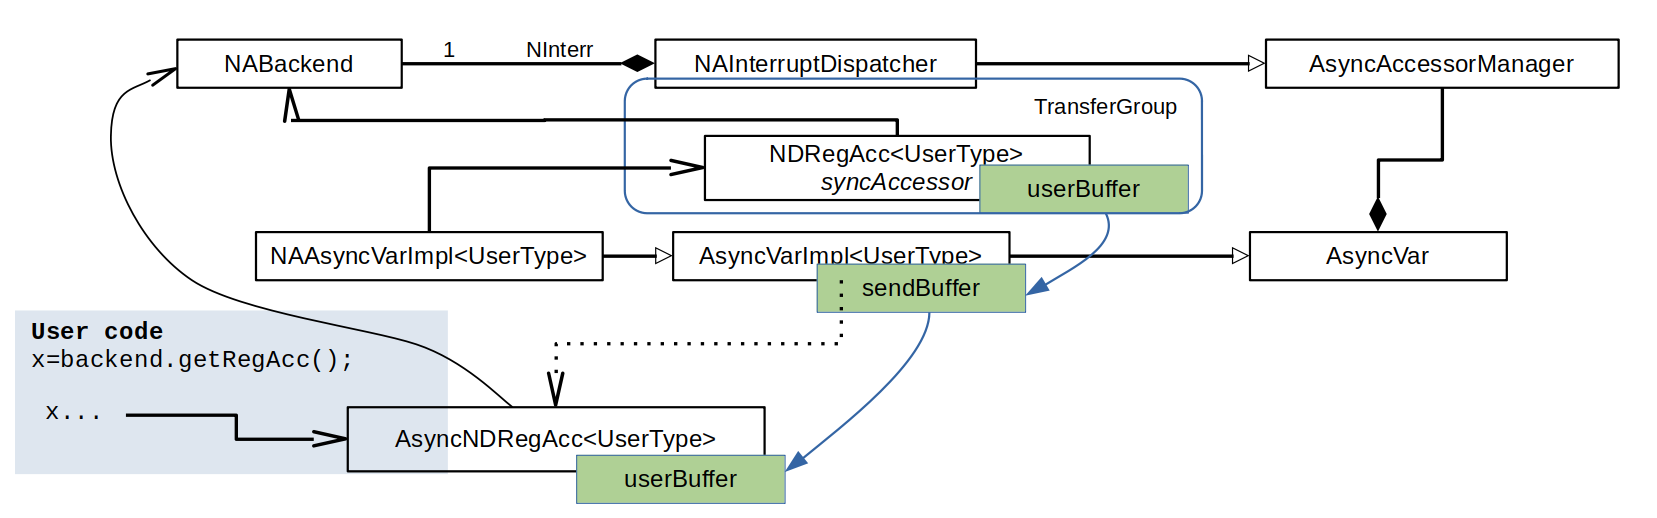 NABackend
1
NInterr
NAInterruptDispatcher
AsyncAccessorManager
TransferGroup
NDRegAcc<UserType>
syncAccessor
userBuffer
NAAsyncVarImpl<UserType>
AsyncVarImpl<UserType>
AsyncVar
sendBuffer
User code
x=backend.getRegAcc();
x...
AsyncNDRegAcc<UserType>
userBuffer